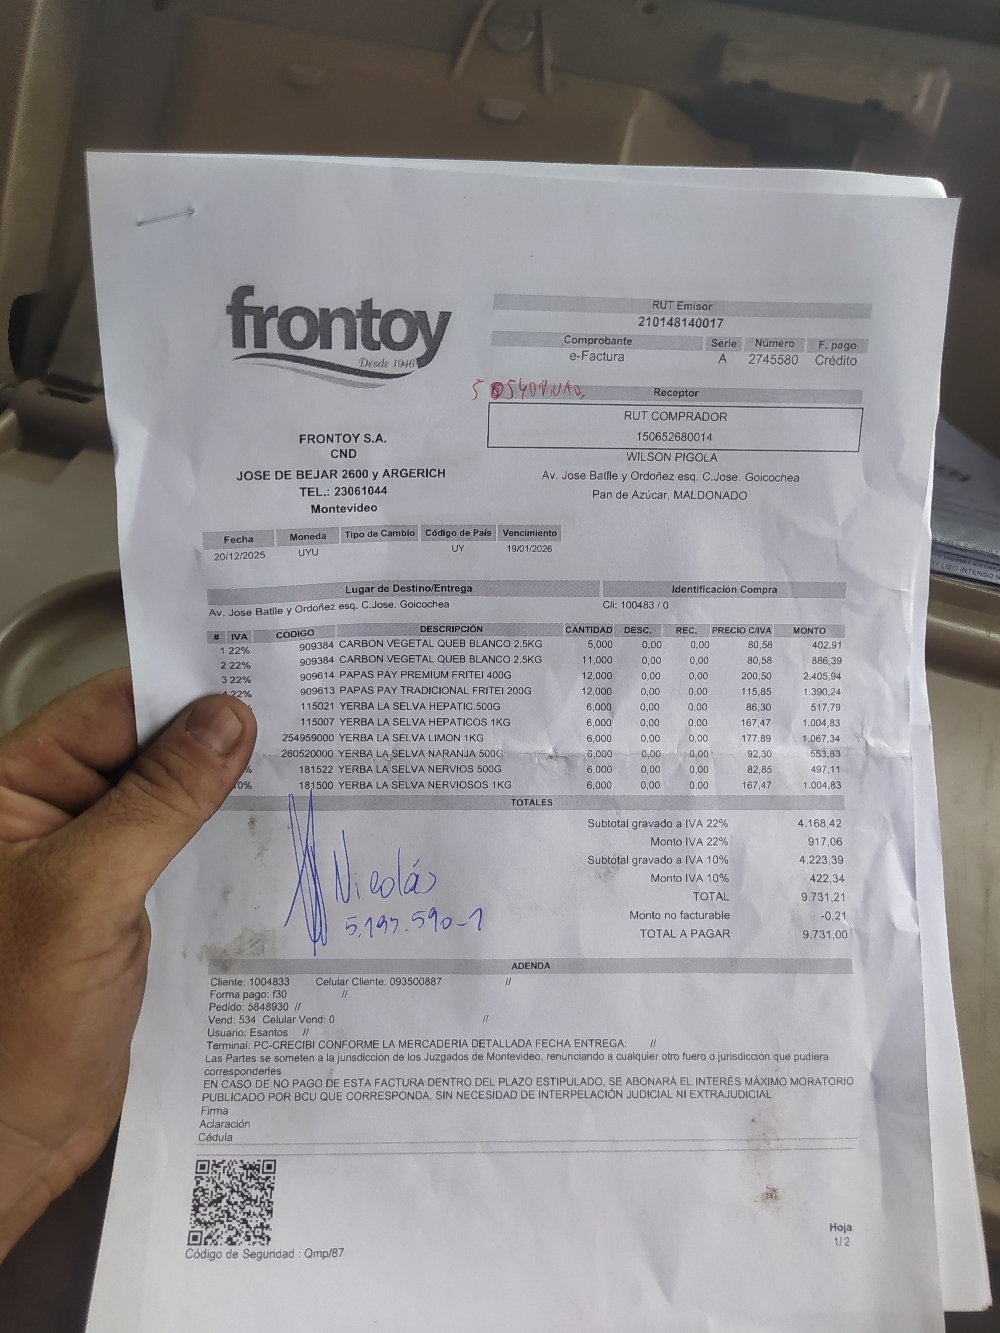 frontoy
Desde 1946
RUT Emisor
210148140017
Comprobante Serie Número F. pago
e-Factura A 2745580 Crédito
Receptor
RUT COMPRADOR
150652680014
WILSON PIGOLA
Av. Jose Batlle y Ordoñez esq. C.Jose. Goicochea
Pan de Azúcar, MALDONADO
FRONTOY S.A.
CND
JOSE DE BEJAR 2600 y ARGERICH
TEL.: 23061044
Montevideo
Fecha Moneda Tipo de Cambio Código de País Vencimiento
20/12/2025 UYU UY 19/01/2026
Lugar de Destino/Entrega Identificación Compra
Av. Jose Batlle y Ordoñez esq. C.Jose. Goicochea Cli: 100483 / 0
# IVA CÓDIGO DESCRIPCIÓN CANTIDAD DESC. REC. PRECIO C/IVA MONTO
1 22% 909384 CARBON VEGETAL QUEB BLANCO 2.5KG 5,000 0,00 0,00 80,58 402,91
2 22% 909384 CARBON VEGETAL QUEB BLANCO 2.5KG 11,000 0,00 0,00 80,58 886,39
3 22% 909614 PAPAS PAY PREMIUM FRITEI 400G 12,000 0,00 0,00 200,50 2.405,94
22% 909613 PAPAS PAY TRADICIONAL FRITEI 200G 12,000 0,00 0,00 115,85 1.390,24
115021 YERBA LA SELVA HEPATIC.500G 6,000 0,00 0,00 86,30 517,79
115007 YERBA LA SELVA HEPATICOS 1KG 6,000 0,00 0,00 167,47 1.004,83
254959000 YERBA LA SELVA LIMON 1KG 6,000 0,00 0,00 177,89 1.067,34
260520000 YERBA LA SELVA NARANJA 500G 6,000 0,00 0,00 92,30 553,83
% 181522 YERBA LA SELVA NERVIOS 500G 6,000 0,00 0,00 82,85 497,11
0% 181500 YERBA LA SELVA NERVIOSOS 1KG 6,000 0,00 0,00 167,47 1.004,83
TOTALES
Subtotal gravado a IVA 22% 4.168,42
Monto IVA 22% 917,06
Subtotal gravado a IVA 10% 4.223,39
Monto IVA 10% 422,34
TOTAL 9.731,21
Monto no facturable -0,21
TOTAL A PAGAR 9.731,00
Nicolás
5.197.590-1
ADENDA
Cliente: 1004833 Celular Cliente: 093500887 //
Forma pago: f30 //
Pedido: 5848930 //
Vend: 534 Celular Vend: 0 //
Usuario: Esantos //
Terminal: PC-CRECIBI CONFORME LA MERCADERIA DETALLADA FECHA ENTREGA: //
Las Partes se someten a la jurisdicción de los Juzgados de Montevideo, renunciando a cualquier otro fuero o jurisdicción que pudiera
corresponderles
EN CASO DE NO PAGO DE ESTA FACTURA DENTRO DEL PLAZO ESTIPULADO, SE ABONARÁ EL INTERÉS MÁXIMO MORATORIO
PUBLICADO POR BCU QUE CORRESPONDA, SIN NECESIDAD DE INTERPELACIÓN JUDICIAL NI EXTRAJUDICIAL
Firma
Aclaración
Cédula
Código de Seguridad : Qmp/87
Hoja
1/2